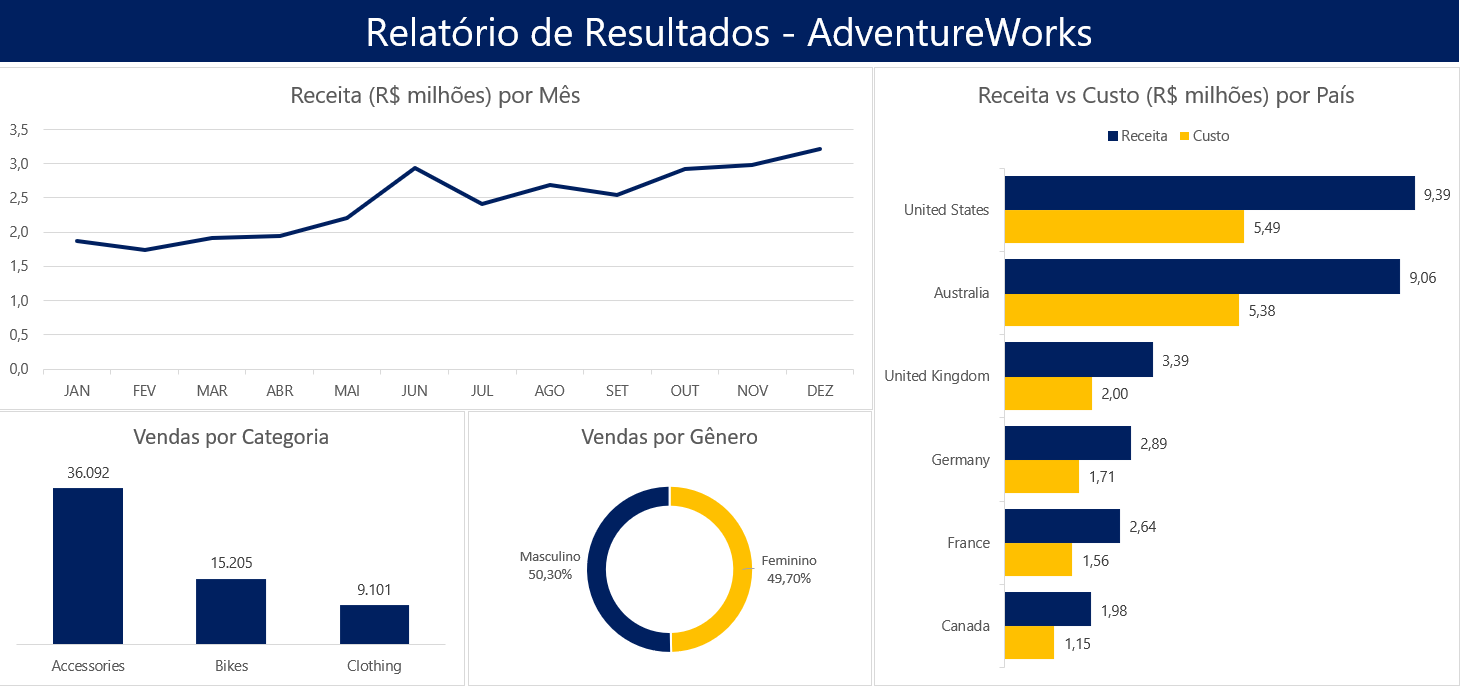 Relatório de Resultados - AdventureWorks
Receita (R$ milhões) por Mês
3,5
3,0
2,5
2,0
1,5
1,0
0,5
0,0
JAN FEV MAR ABR MAI JUN JUL AGO SET OUT NOV DEZ
Vendas por Categoria
36.092
15.205
9.101
Accessories Bikes Clothing
Vendas por Gênero
Masculino
50,30%
Feminino
49,70%
Receita vs Custo (R$ milhões) por País
Receita Custo
United States
9,39
5,49
Australia
9,06
5,38
United Kingdom
3,39
2,00
Germany
2,89
1,71
France
2,64
1,56
Canada
1,98
1,15